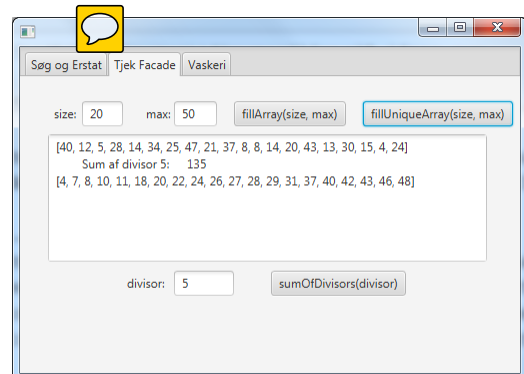 Søg og Erstat Tjek Facade Vaskeri
size: 20 max: 50 fillArray(size, max) fillUniqueArray(size, max)
[40, 12, 5, 28, 14, 34, 25, 47, 21, 37, 8, 8, 14, 20, 43, 13, 30, 15, 4, 24]
Sum af divisor 5: 135
[4, 7, 8, 10, 11, 18, 20, 22, 24, 26, 27, 28, 29, 31, 37, 40, 42, 43, 46, 48]
divisor: 5 sumOfDivisors(divisor)